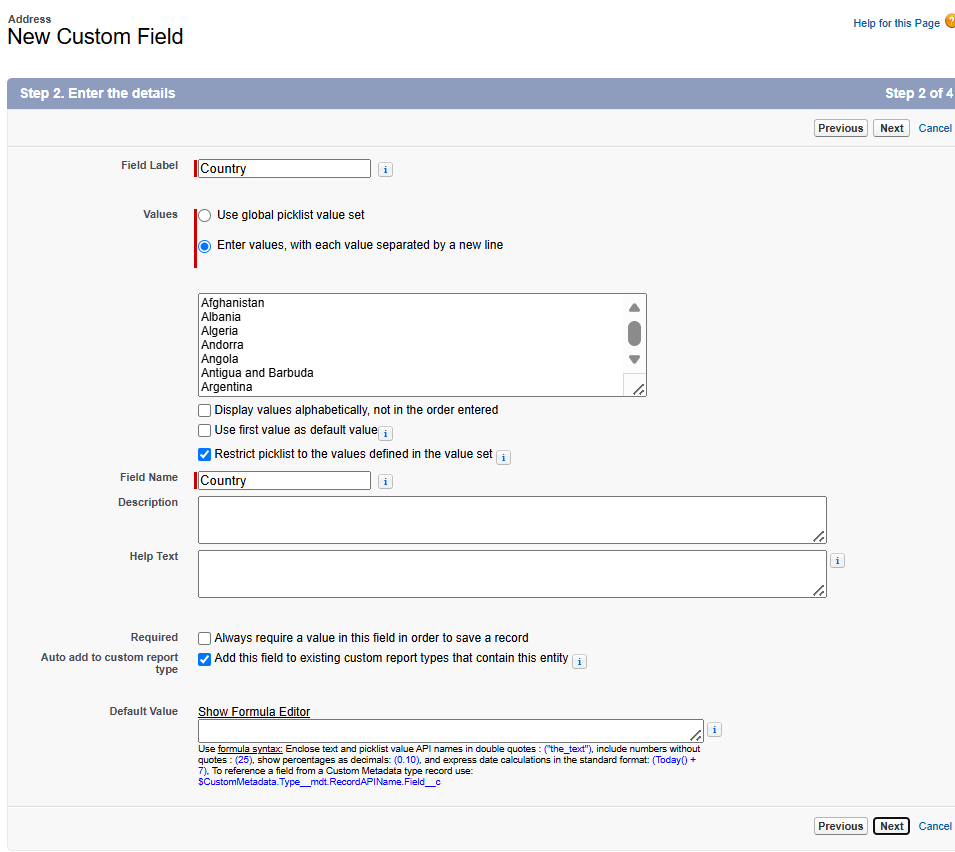 Address
New Custom Field
Help for this Page
Step 2. Enter the details
Step 2 of 4
Previous Next Cancel
Field Label
Country
i
Values
Use global picklist value set
Enter values, with each value separated by a new line
Afghanistan
Albania
Algeria
Andorra
Angola
Antigua and Barbuda
Argentina
Display values alphabetically, not in the order entered
Use first value as default value i
Restrict picklist to the values defined in the value set i
Field Name
Country
i
Description
Help Text
i
Required
Always require a value in this field in order to save a record
Auto add to custom report
type
Add this field to existing custom report types that contain this entity i
Default Value
Show Formula Editor
i
Use formula syntax: Enclose text and picklist value API names in double quotes : ("the_text"), include numbers without
quotes : (25), show percentages as decimals: (0.10), and express date calculations in the standard format: (Today() +
7), To reference a field from a Custom Metadata type record use:
$CustomMetadata.Type__mdt.RecordAPIName.Field__c
Previous Next Cancel